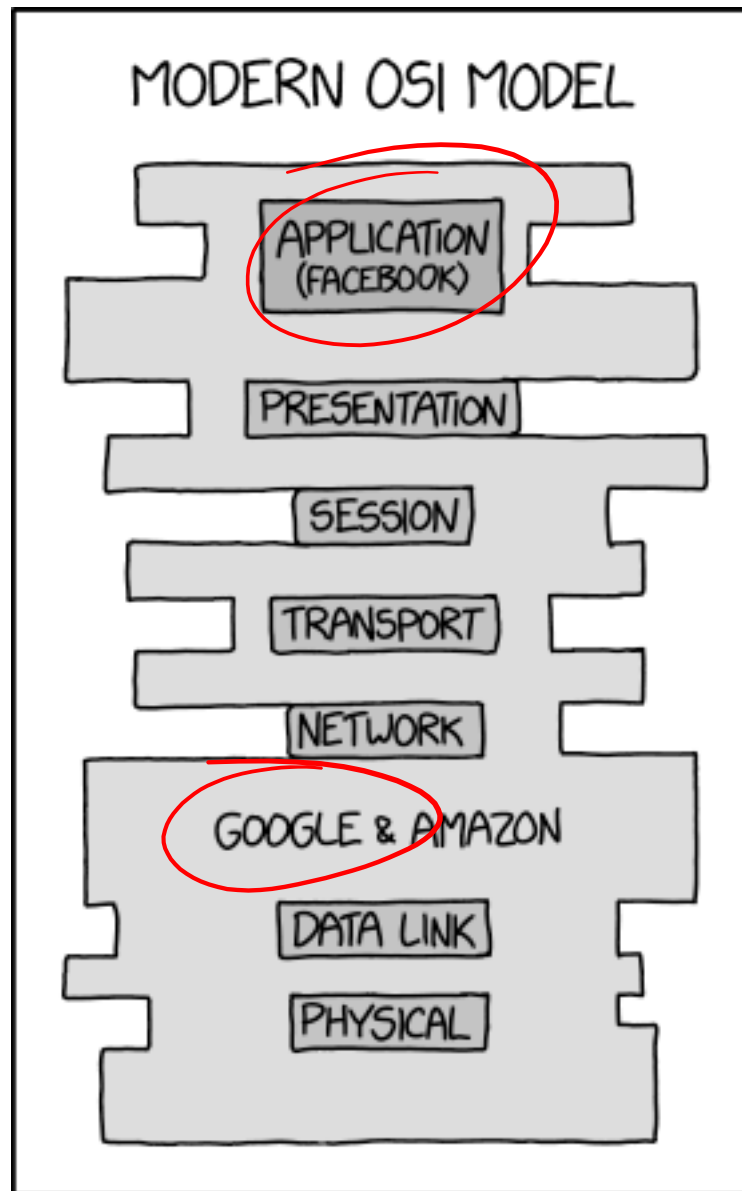 MODERN OSI MODEL
APPLICATION
(FACEBOOK)
PRESENTATION
SESSION
TRANSPORT
NETWORK
GOOGLE & AMAZON
DATA LINK
PHYSICAL